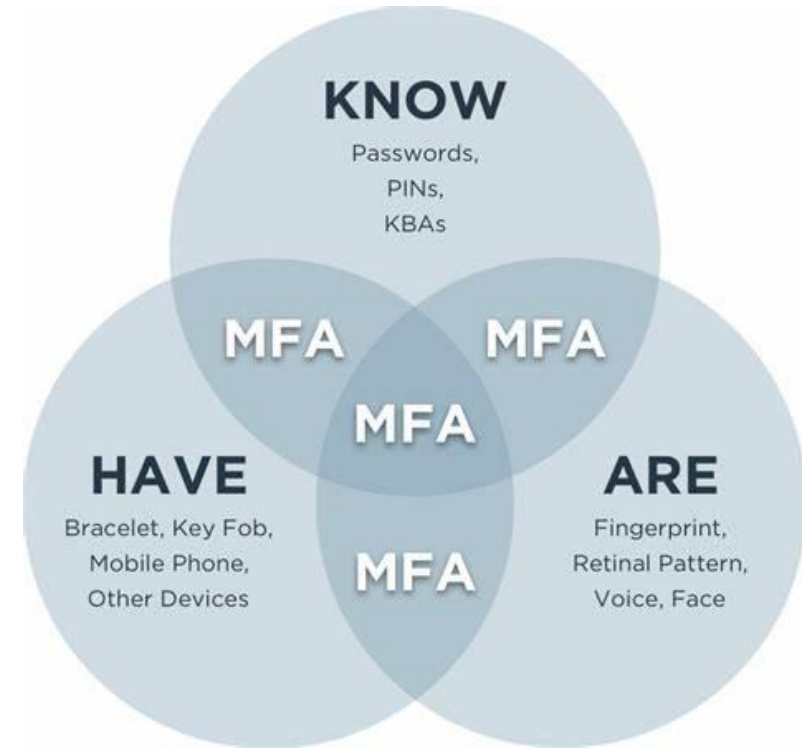 KNOW
Passwords,
PINs,
KBAs
MFA MFA
MFA
HAVE
Bracelet, Key Fob,
Mobile Phone,
Other Devices
ARE
Fingerprint,
Retinal Pattern,
Voice, Face
MFA